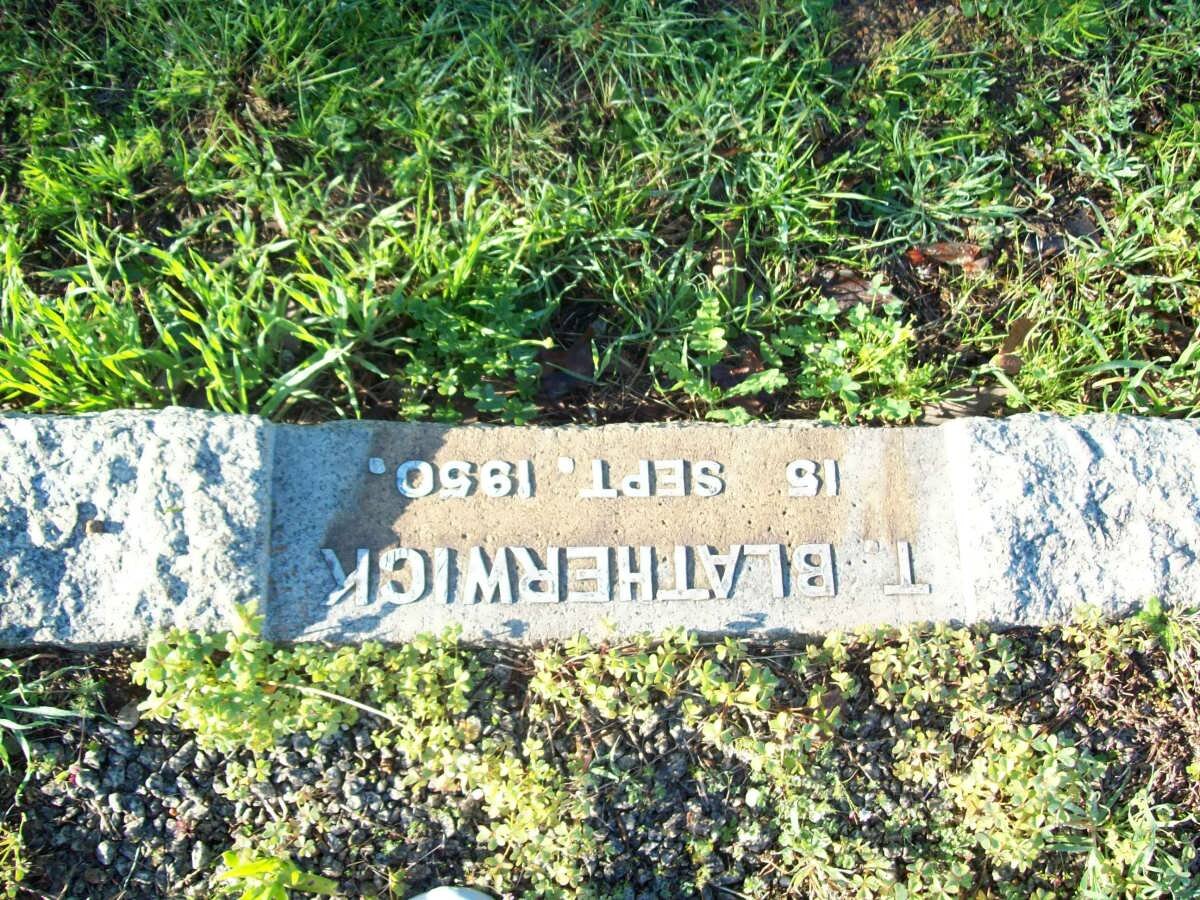 T. BLATHERWICK
15 SEPT. 1950.